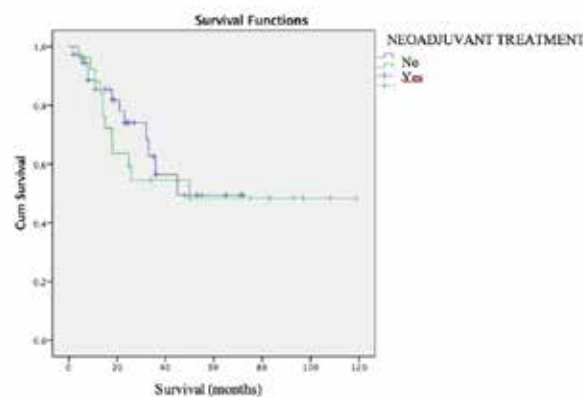 Survival Functions
NEOADJUVANT TREATMENT
No
Yes
1,0
0,8
0,6
0,4
0,2
0,0
Cum Survival
0
20
40
60
80
100
120
Survival (months)